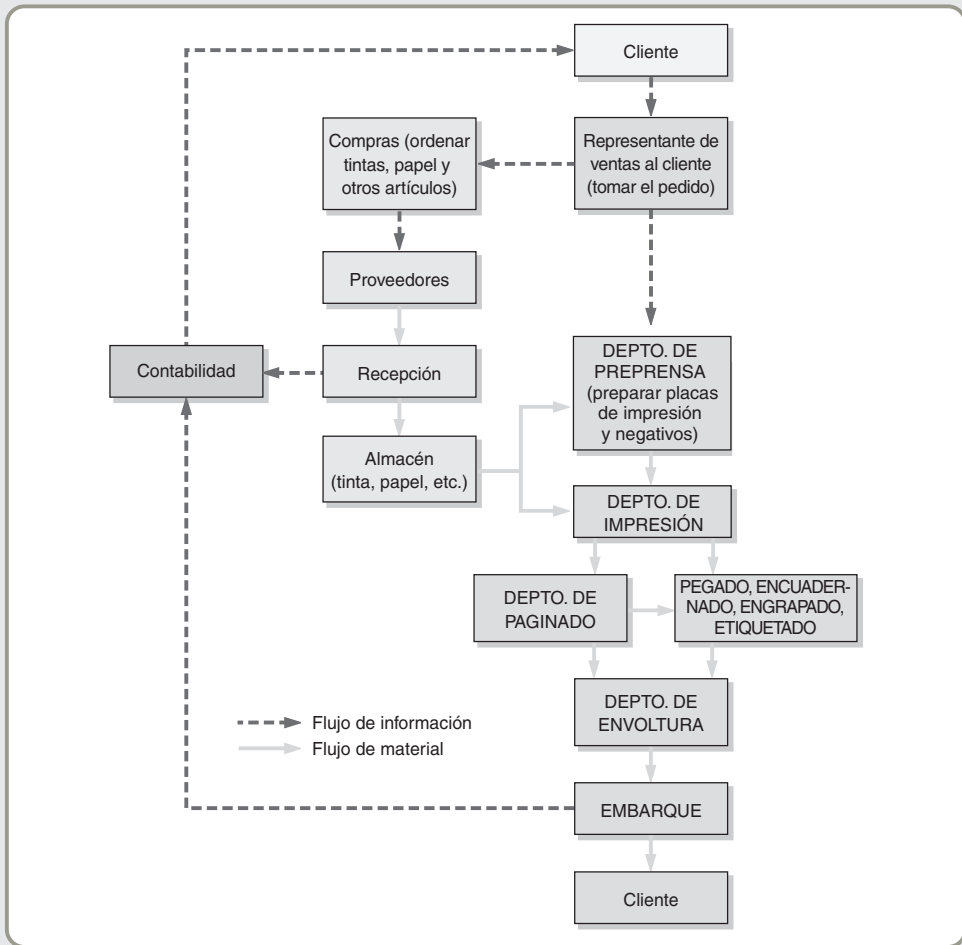 Cliente
Compras (ordenar
tintas, papel y
otros artículos)
Representante de
ventas al cliente
(tomar el pedido)
Proveedores
Contabilidad
Recepción
DEPTO. DE
PREPRENSA
(preparar placas
de impresión
y negativos)
Almacén
(tinta, papel, etc.)
DEPTO. DE
IMPRESIÓN
DEPTO. DE
PAGINADO
PEGADO, ENCUADER-
NADO, ENGRAPADO,
ETIQUETADO
DEPTO. DE
ENVOLTURA
Flujo de información
Flujo de material
EMBARQUE
Cliente